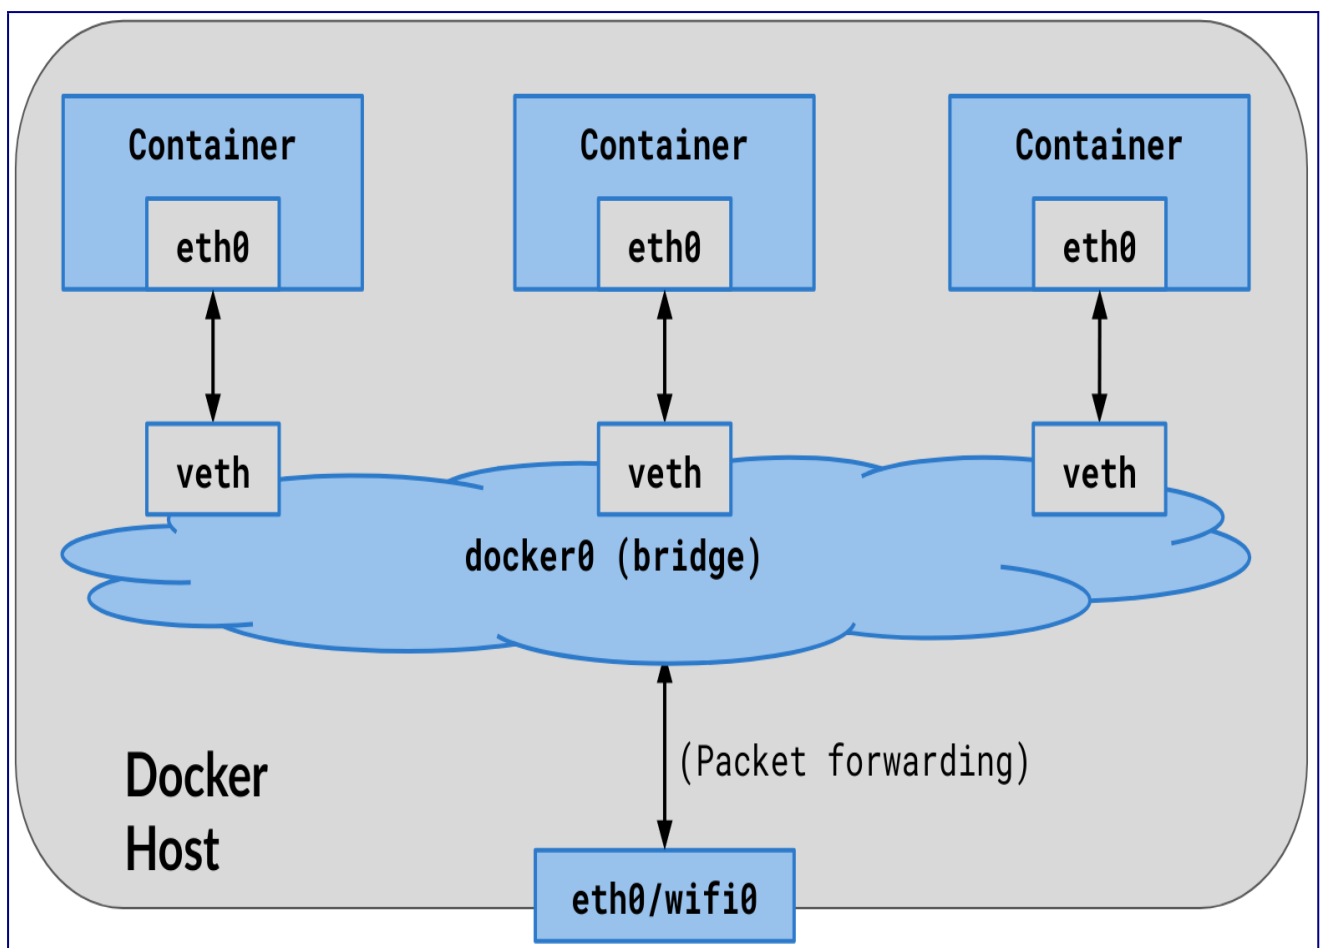 Container
Container
Container
eth0
eth0
eth0
veth
veth
veth
docker0 (bridge)
(Packet forwarding)
Docker
Host
eth0/wifi0